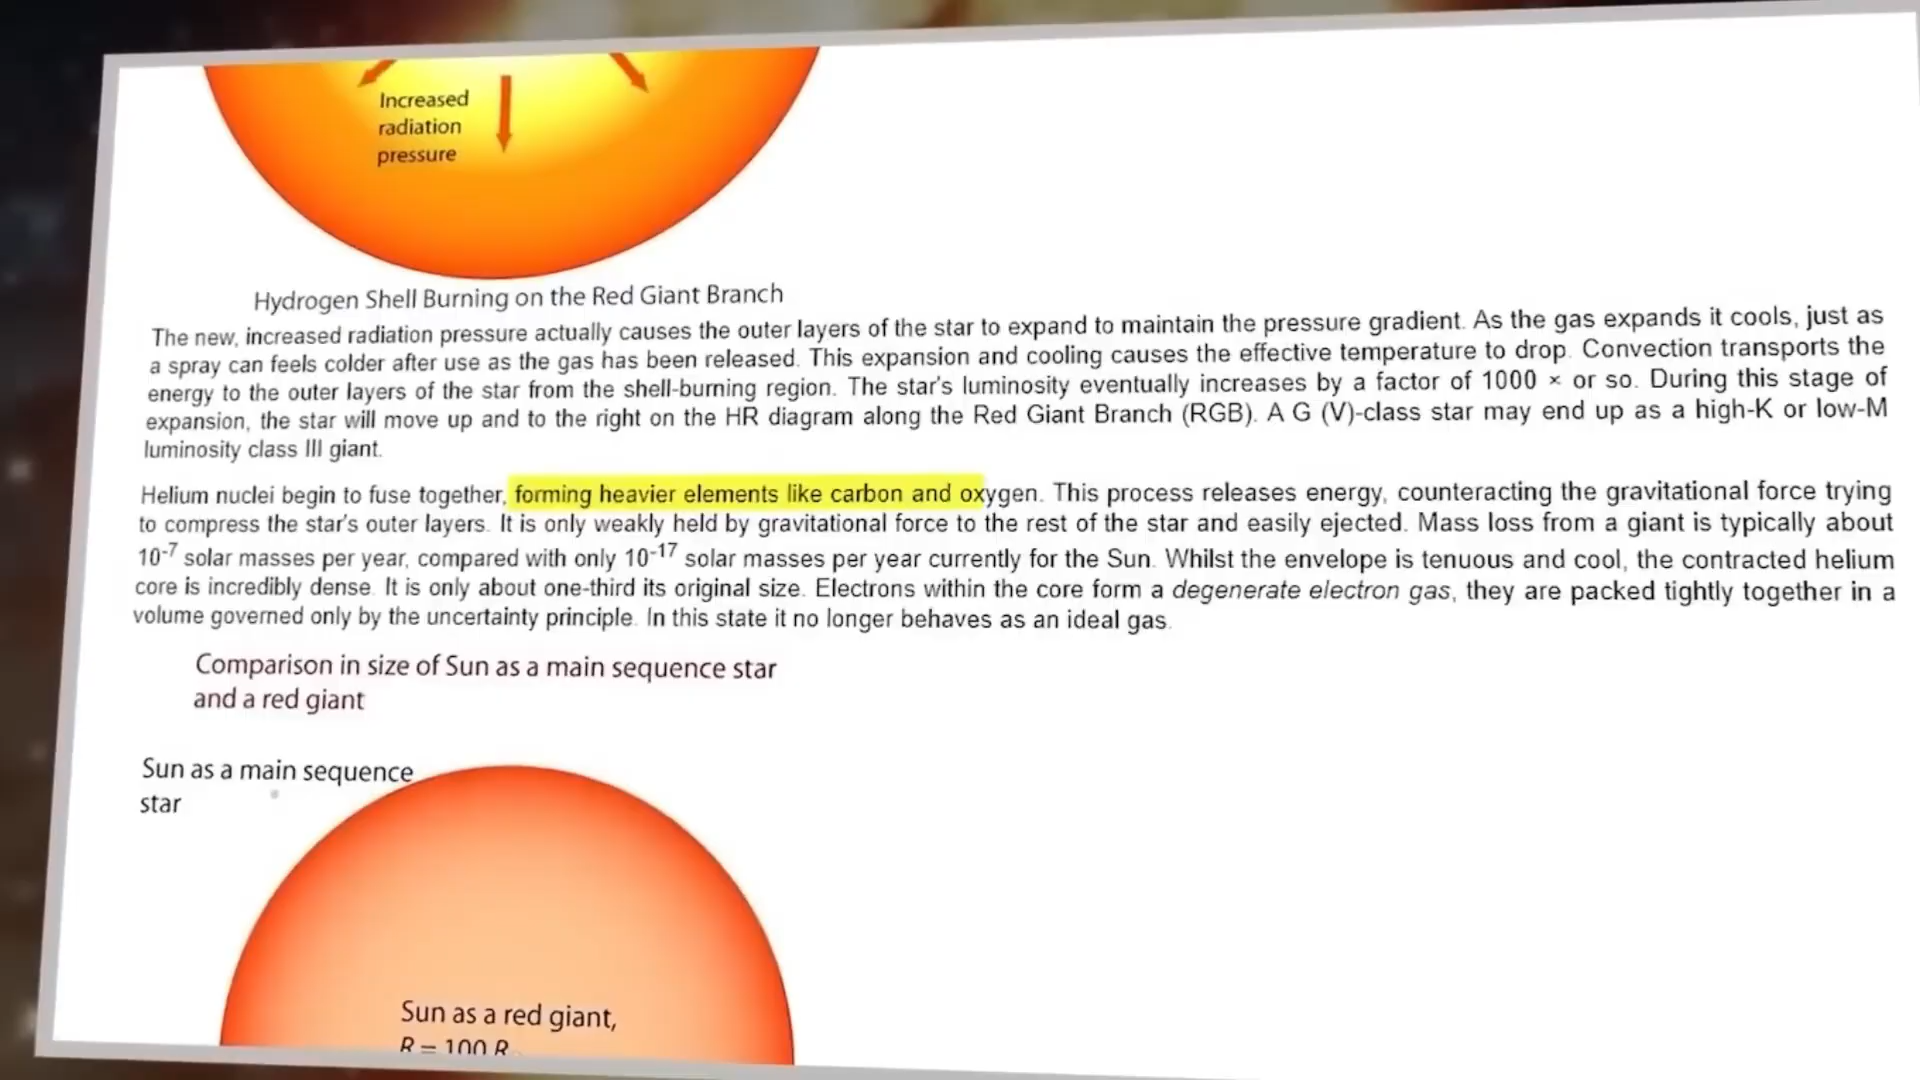 Increased
radiation
pressure
Hydrogen Shell Burning on the Red Giant Branch
The new, increased radiation pressure actually causes the outer layers of the star to expand to maintain the pressure gradient. As the gas expands it cools, just as
a spray can feels colder after use as the gas has been released. This expansion and cooling causes the effective temperature to drop. Convection transports the
energy to the outer layers of the star from the shell-burning region. The star's luminosity eventually increases by a factor of 1000 × or so. During this stage of
expansion, the star will move up and to the right on the HR diagram along the Red Giant Branch (RGB). A G (V)-class star may end up as a high-K or low-M
luminosity class III giant.
Helium nuclei begin to fuse together, forming heavier elements like carbon and oxygen. This process releases energy, counteracting the gravitational force trying
to compress the star's outer layers. It is only weakly held by gravitational force to the rest of the star and easily ejected. Mass loss from a giant is typically about
10⁻⁷ solar masses per year, compared with only 10⁻¹⁷ solar masses per year currently for the Sun. Whilst the envelope is tenuous and cool, the contracted helium
core is incredibly dense. It is only about one-third its original size. Electrons within the core form a degenerate electron gas, they are packed tightly together in a
volume governed only by the uncertainty principle. In this state it no longer behaves as an ideal gas.
Comparison in size of Sun as a main sequence star
and a red giant
Sun as a main sequence
star
Sun as a red giant,
R = 100 R